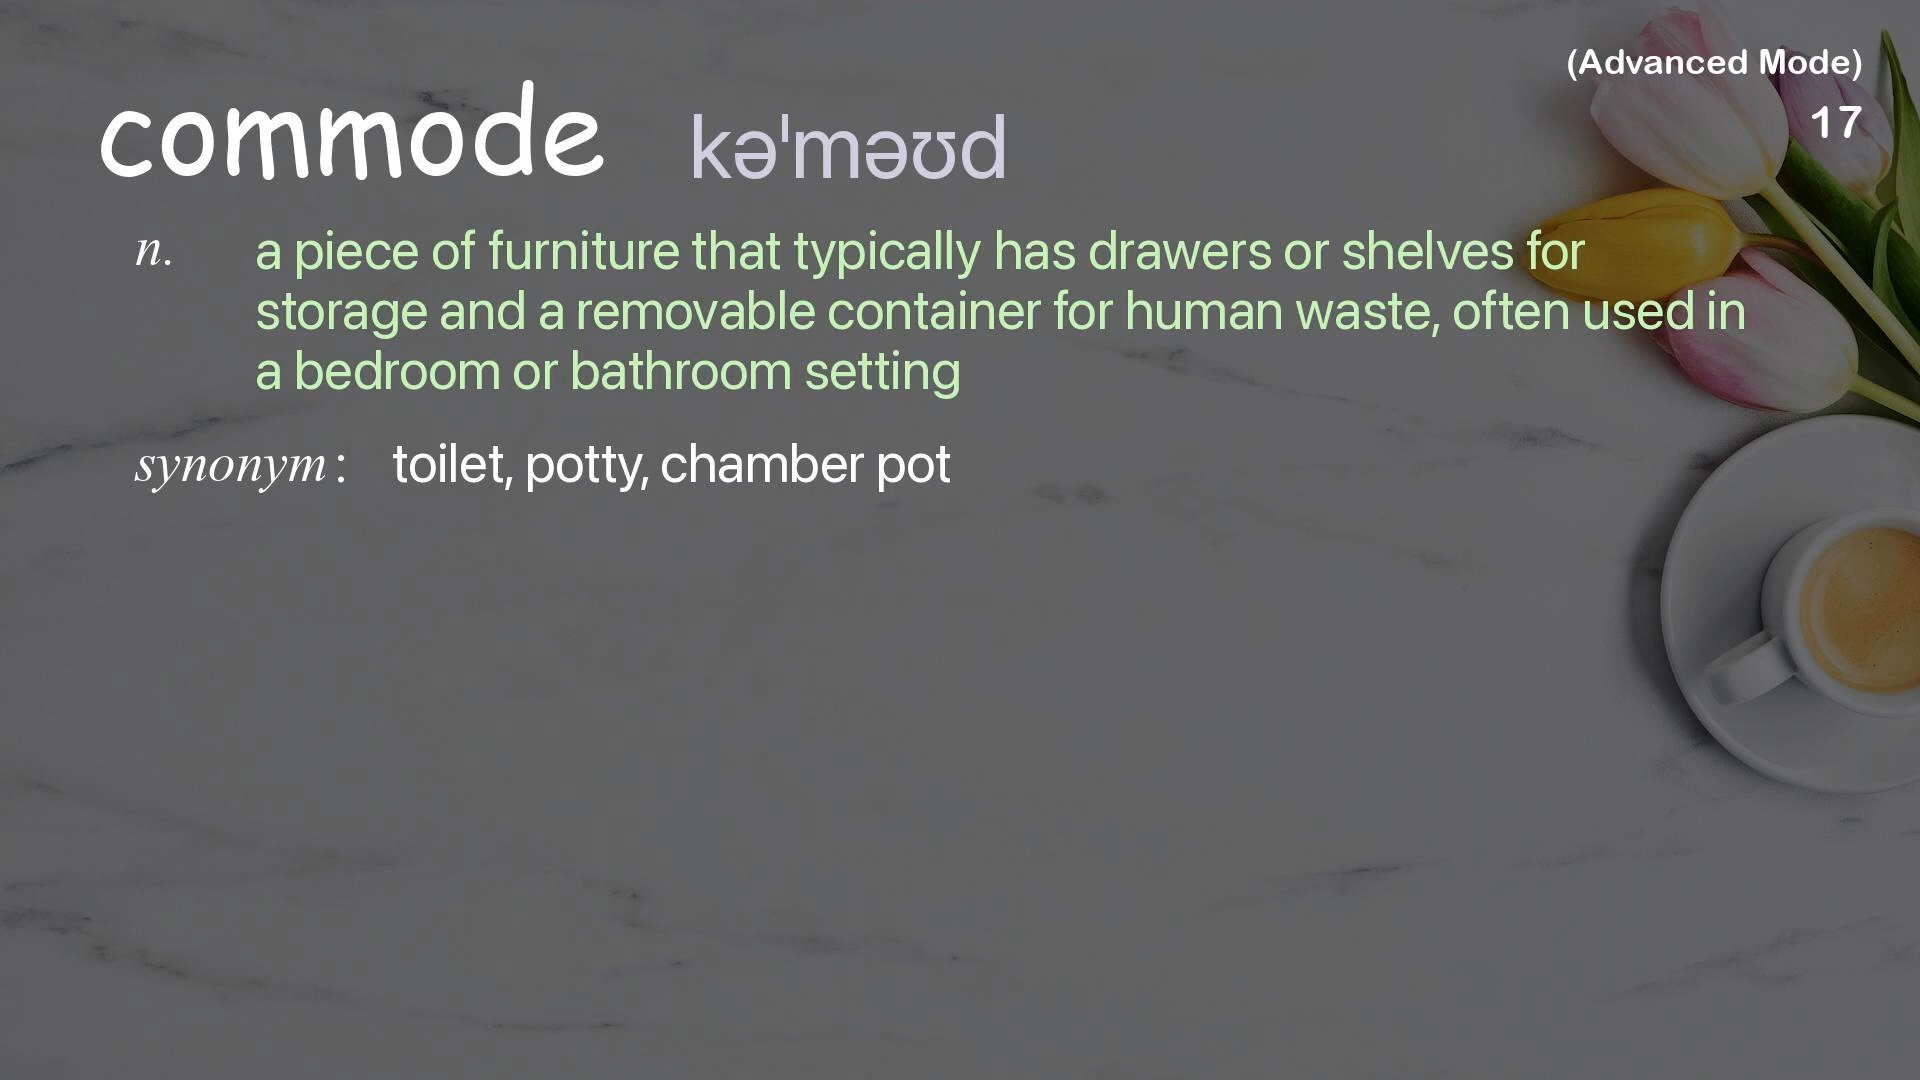 (Advanced Mode)
17
commode kəˈməʊd
n. a piece of furniture that typically has drawers or shelves for
storage and a removable container for human waste, often used in
a bedroom or bathroom setting
synonym: toilet, potty, chamber pot